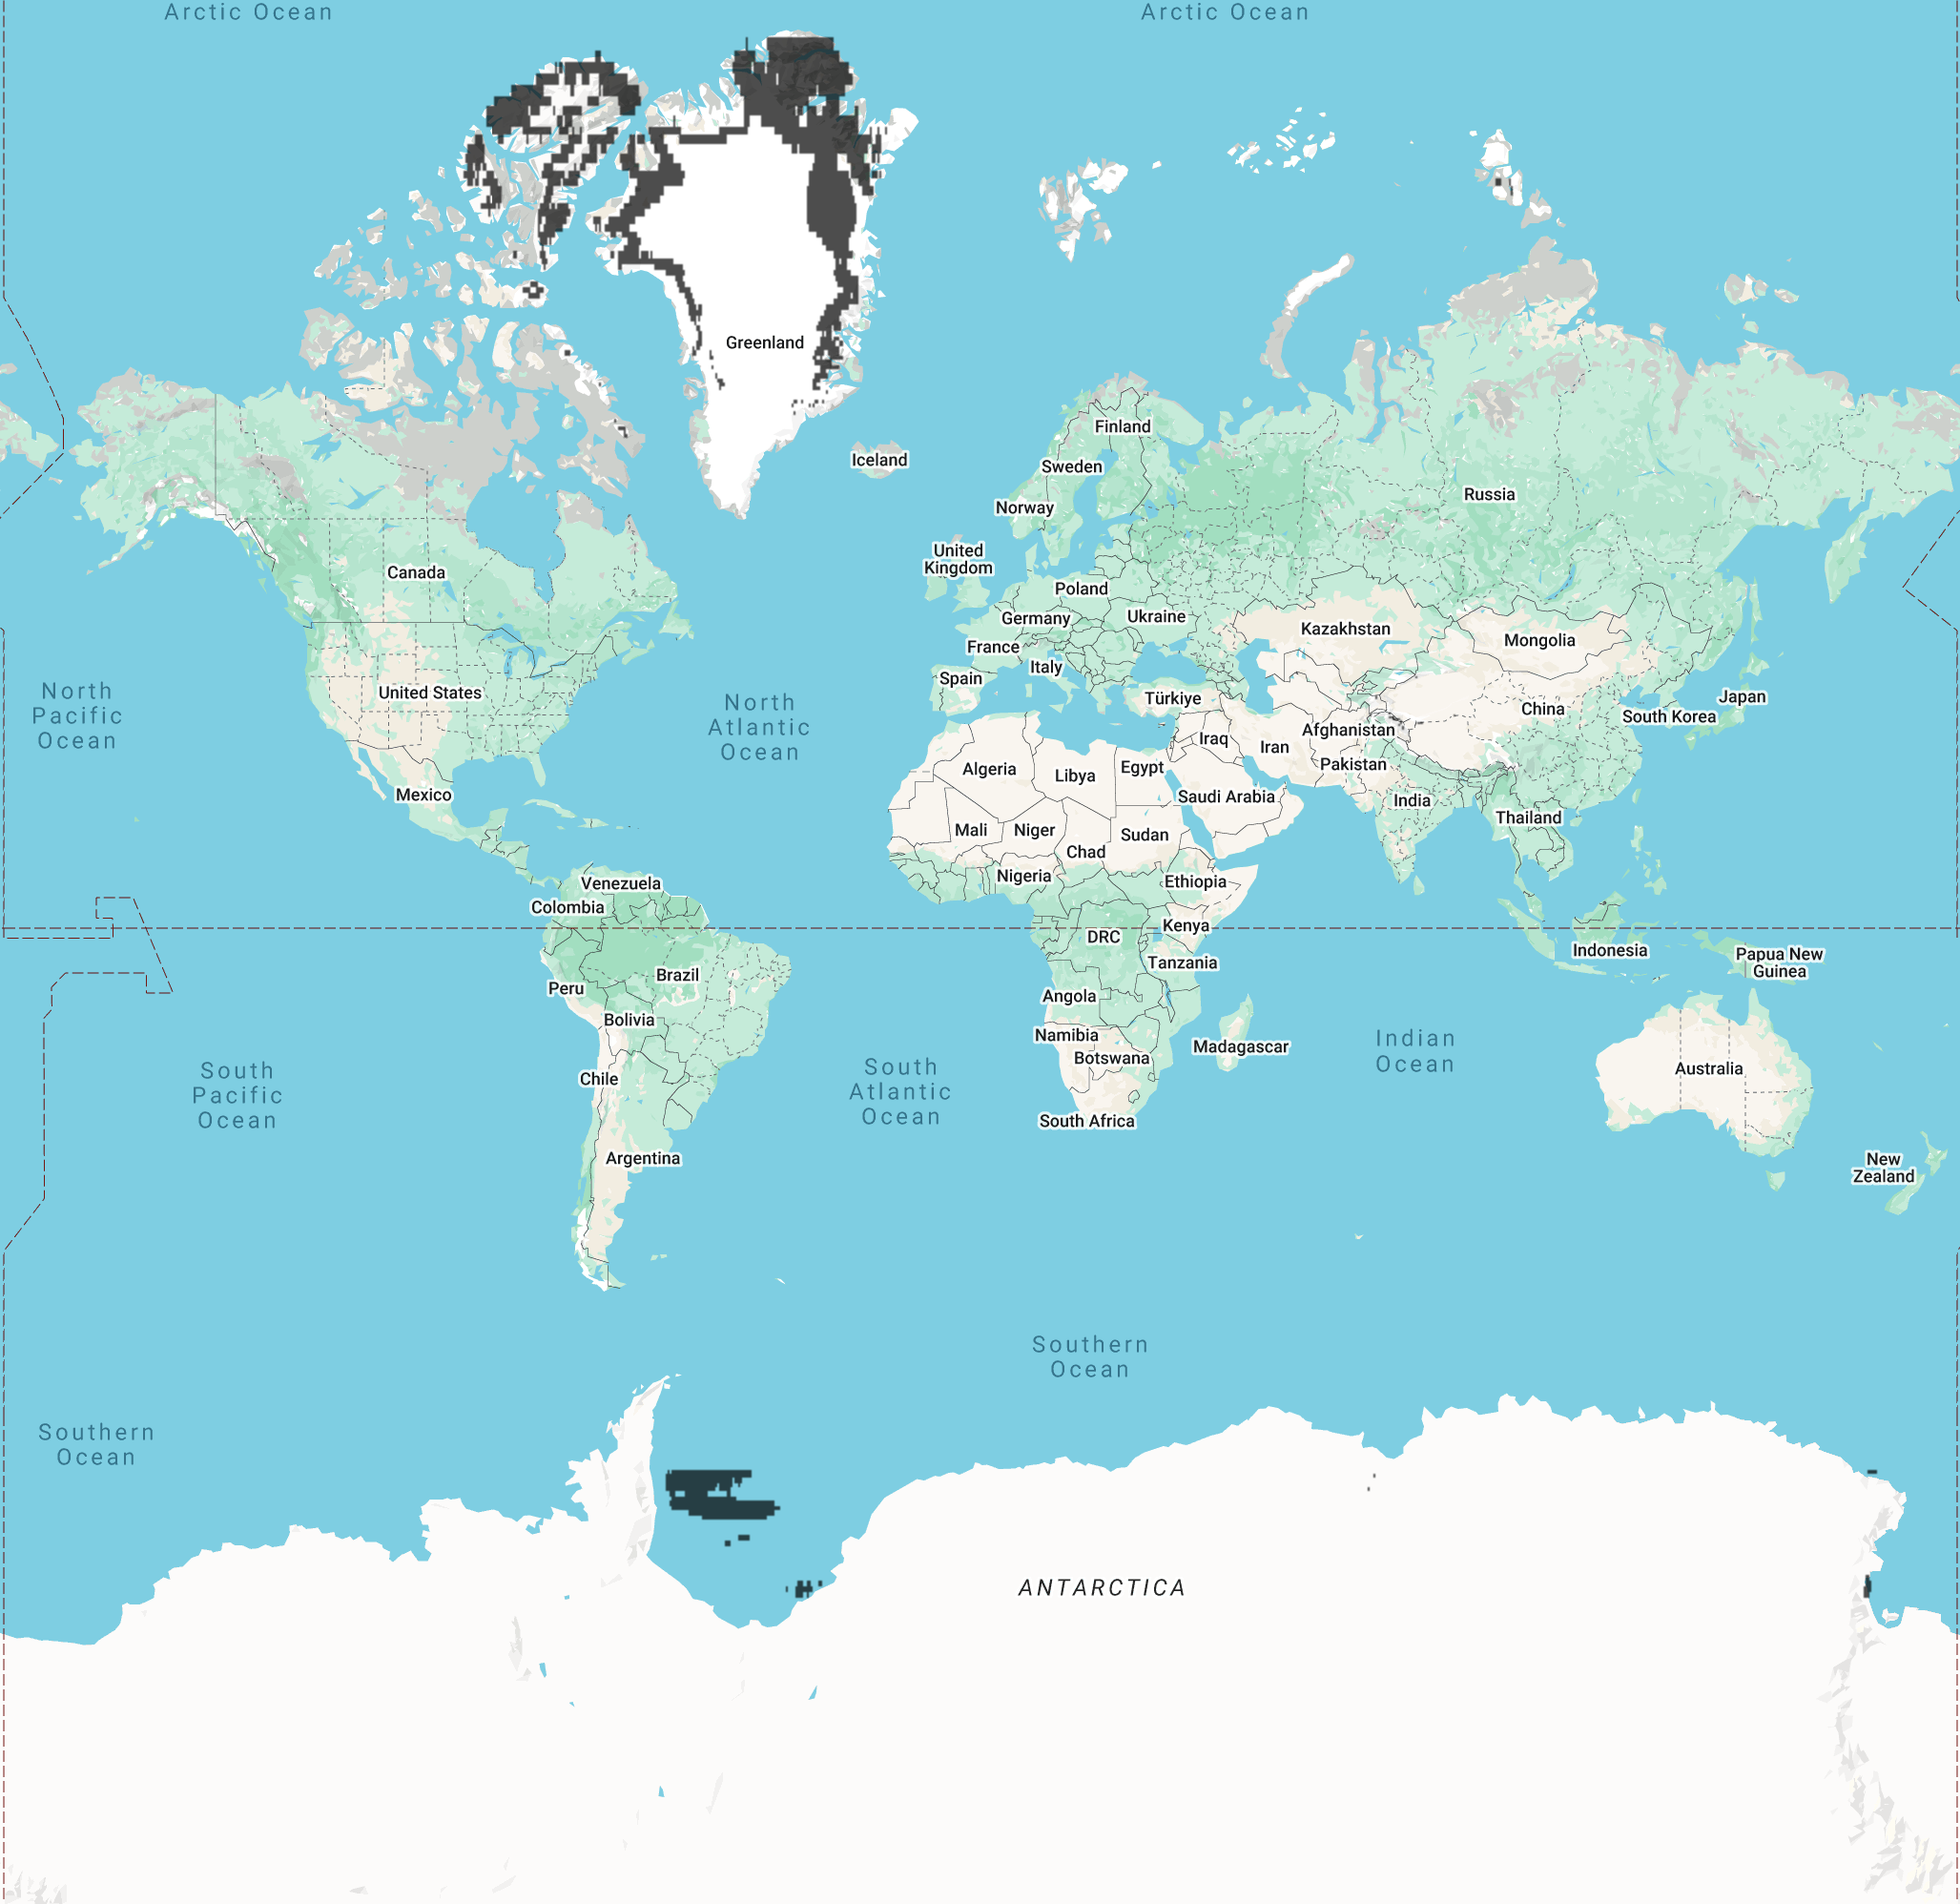 Arctic Ocean
Arctic Ocean
Greenland
Finland
Iceland
Sweden
Russia
Norway
United
Kingdom
Canada
Poland
Germany
Ukraine
Kazakhstan
Mongolia
France
Italy
Spain
United States
Türkiye
Japan
North
Pacific
Ocean
North
Atlantic
Ocean
China
South Korea
Afghanistan
Iraq
Iran
Pakistan
Algeria
Libya
Egypt
Saudi Arabia
India
Mexico
Thailand
Mali
Niger
Sudan
Chad
Nigeria
Ethiopia
Venezuela
Colombia
Kenya
DRC
Indonesia
Papua New
Guinea
Tanzania
Brazil
Peru
Angola
Bolivia
Namibia
Madagascar
Botswana
Indian
Ocean
Australia
Chile
South
Pacific
Ocean
South
Atlantic
Ocean
South Africa
Argentina
New
Zealand
Southern
Ocean
Southern
Ocean
ANTARCTICA